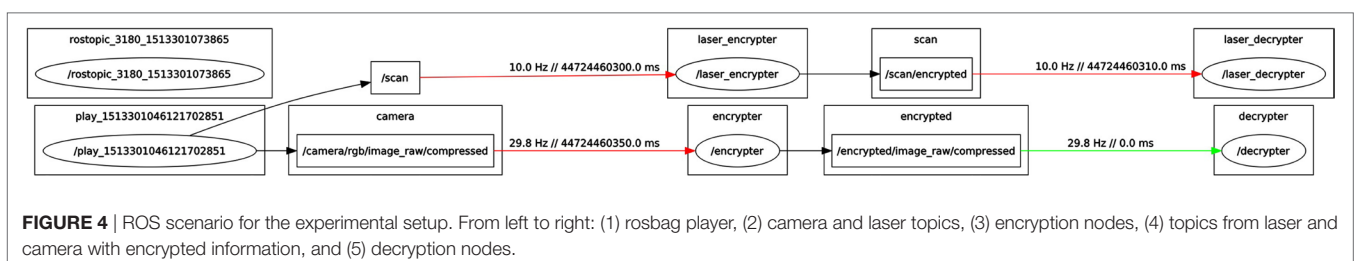 rostopic_3180_1513301073865
/rostopic_3180_1513301073865
play_1513301046121702851
/play_1513301046121702851
/scan
camera
/camera/rgb/image_raw/compressed
10.0 Hz // 44724460300.0 ms
29.8 Hz // 44724460350.0 ms
laser_encrypter
/laser_encrypter
encrypter
/encrypter
scan
/scan/encrypted
encrypted
/encrypted/image_raw/compressed
10.0 Hz // 44724460310.0 ms
29.8 Hz // 0.0 ms
laser_decrypter
/laser_decrypter
decrypter
/decrypter
FIGURE 4 | ROS scenario for the experimental setup. From left to right: (1) rosbag player, (2) camera and laser topics, (3) encryption nodes, (4) topics from laser and
camera with encrypted information, and (5) decryption nodes.